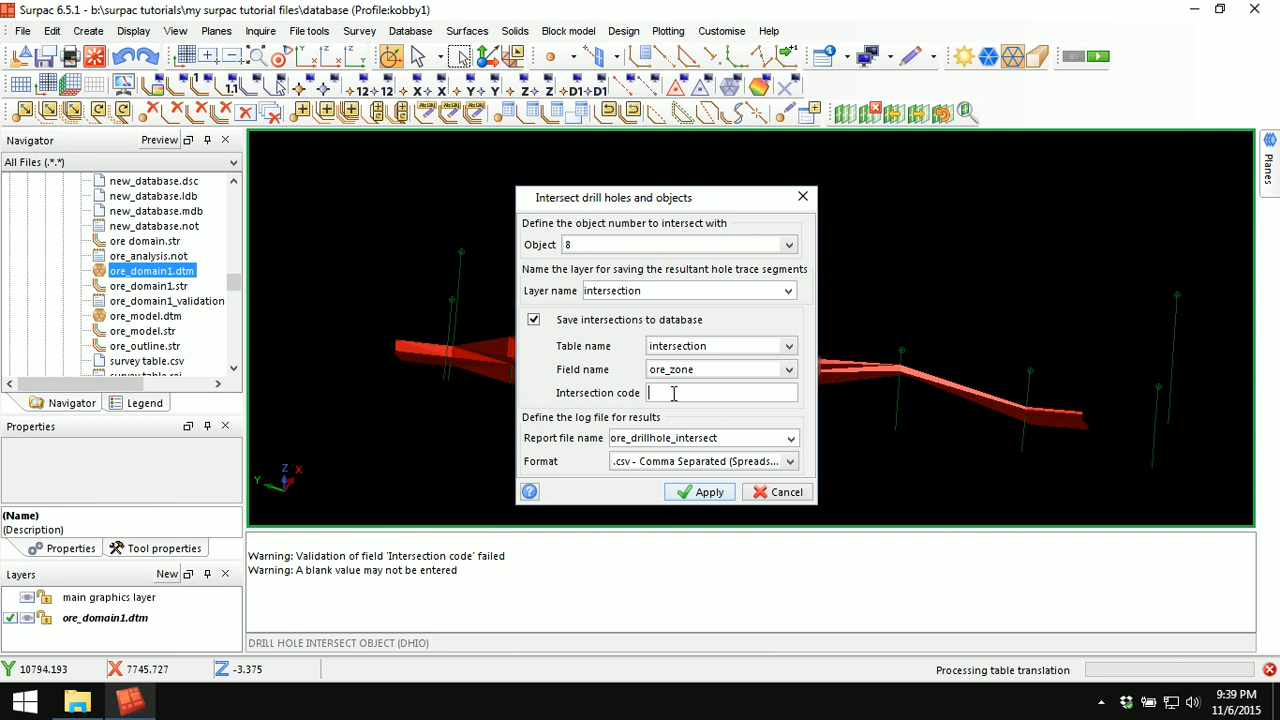 Surpac 6.5.1 - b:\surpac tutorials\my surpac tutorial files\database (Profile:kobby1)
File Edit Create Display View Planes Inquire File tools Survey Database Surfaces Solids Block model Design Plotting Customise Help
Navigator Preview
All Files (*.*)
new_database.dsc
new_database.ldb
new_database.mdb
new_database.not
ore domain.str
ore_analysis.not
ore_domain1.dtm
ore_domain1.str
ore_domain1_validation
ore_model.dtm
ore_model.str
ore_outline.str
survey table.csv
Navigator Legend
Properties
(Name)
(Description)
Properties Tool properties
Layers New
main graphics layer
ore_domain1.dtm
Planes
Z X
Y
Intersect drill holes and objects
Define the object number to intersect with
Object 8
Name the layer for saving the resultant hole trace segments
Layer name intersection
Save intersections to database
Table name intersection
Field name ore_zone
Intersection code
Define the log file for results
Report file name ore_drillhole_intersect
Format .csv - Comma Separated (Spreads...
Apply Cancel
Warning: Validation of field 'Intersection code' failed
Warning: A blank value may not be entered
DRILL HOLE INTERSECT OBJECT (DHIO)
Y 10794.193 X 7745.727 Z -3.375 Processing table translation
9:39 PM
11/6/2015